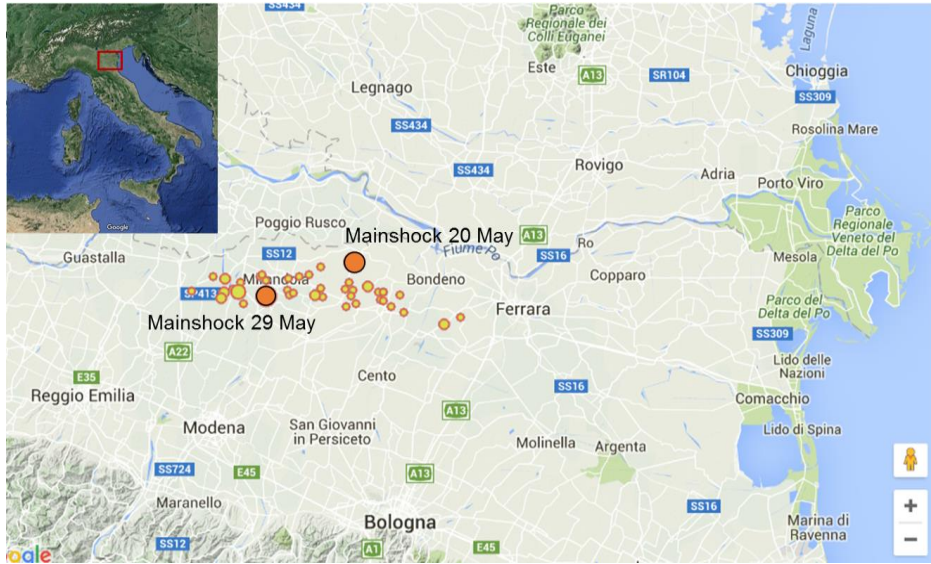 SS434
Parco
Regionale dei
Colli Euganei
Laguna
Este
A13
SR104
Chioggia
Legnago
SS309
SS434
Rosolina Mare
SS434
Rovigo
Adria
Porto Viro
Google
Poggio Rusco
Parco
Regionale
Veneto del
Delta del Po
Mainshock 20 May
A13
Ro
Fiume Po
SS16
Guastalla
SS12
Mesola
Mirandola
Bondeno
Copparo
SP413
Parco del
Delta del Po
Ferrara
Mainshock 29 May
SS309
A22
Lido delle
Nazioni
E35
Cento
SS16
Reggio Emilia
Comacchio
A13
Modena
San Giovanni
in Persiceto
Lido di Spina
Molinella
Argenta
SS724
E45
A13
Maranello
SS16
+
Bologna
Marina di
Ravenna
−
SS12
A1
E45
ogle